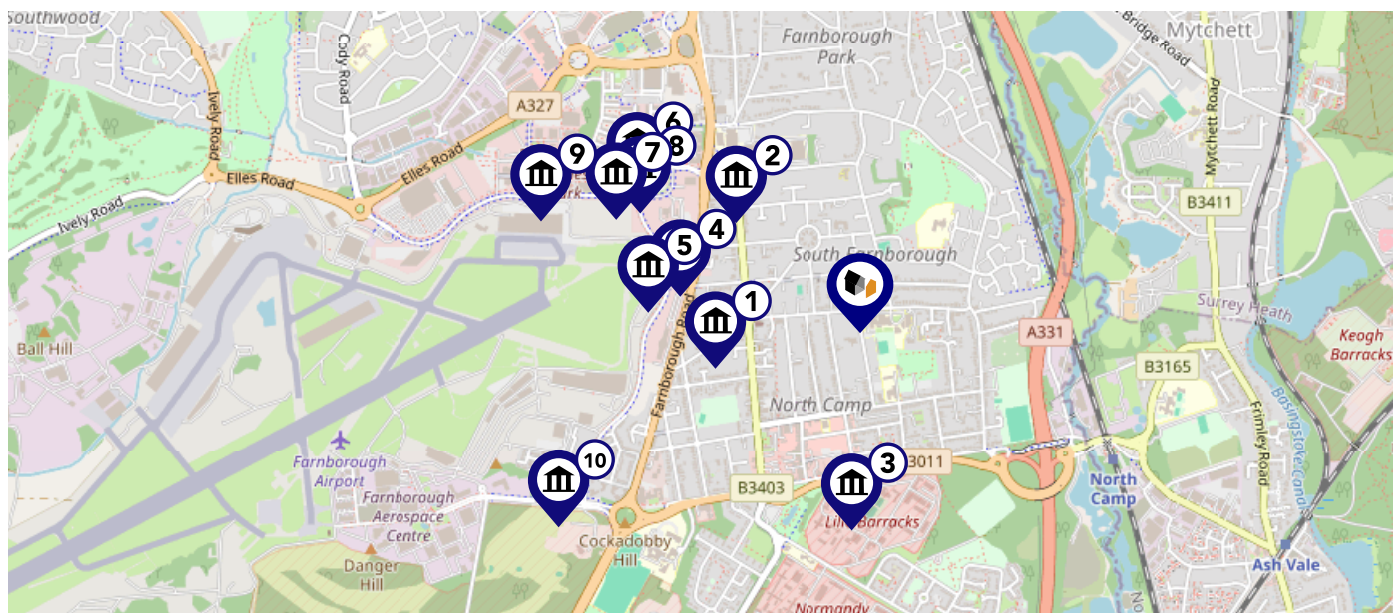 Southwood
Cody Road
Farnborough
Park
Mytchett
Bridge Road
A327
Ively Road
Elles Road
Elles Road
Ively Road
Mytchett Road
B3411
6
8
7
9
2
4
5
1
South Farnborough
Surrey Heath
Ball Hill
Keogh
Barracks
A331
B3165
Farnborough Road
North Camp
Basingstoke Canal
Frimley Road
Farnborough
Airport
10
3
3011
B3403
North
Camp
Farnborough
Aerospace
Centre
Barracks
Cockadobby
Hill
Danger
Hill
Ash Vale
Normandy